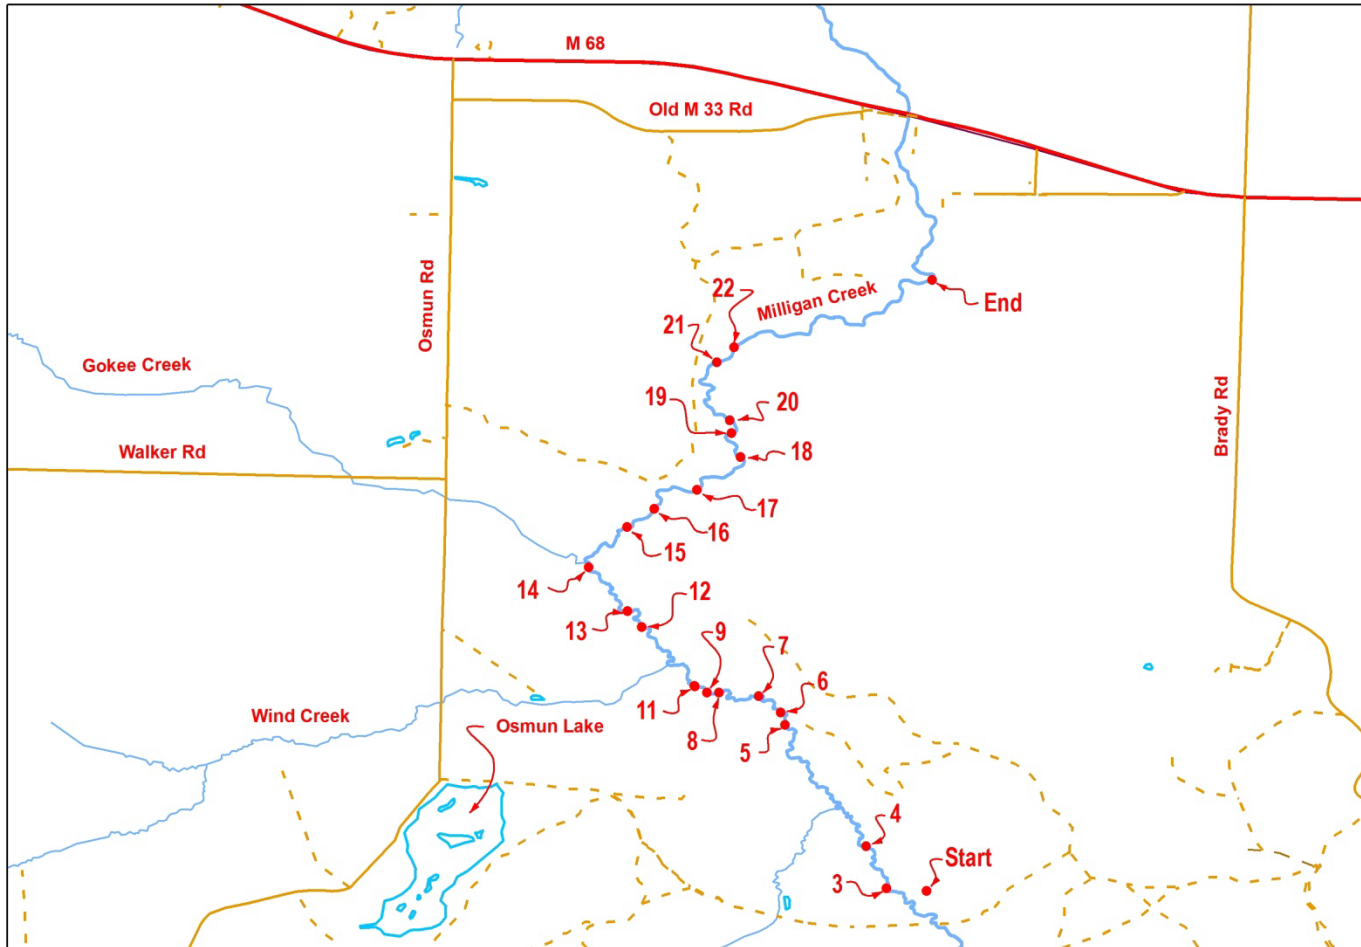 M 68
Old M 33 Rd
Osmun Rd
22
Milligan Creek
End
21
Gokee Creek
19
20
Brady Rd
Walker Rd
18
17
16
15
14
12
13
9
7
6
11
Wind Creek
Osmun Lake
8
5
4
Start
3